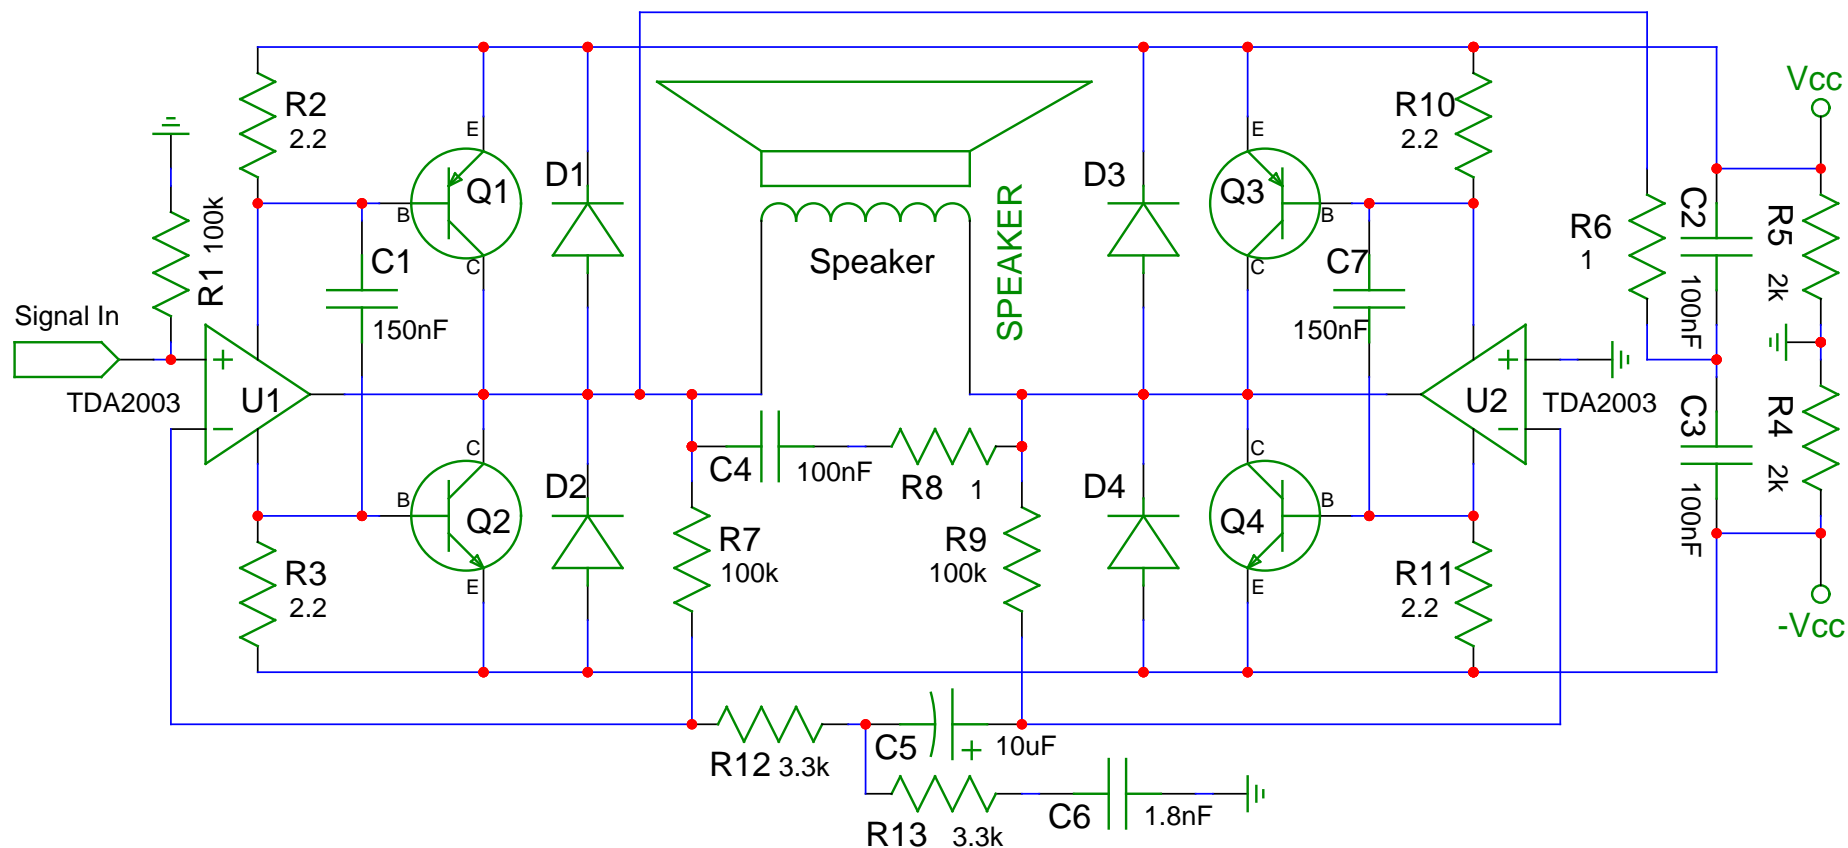 R2
2.2
R1 100k
Signal In
TDA2003
+
−
U1
R3
2.2
C1
150nF
E
B
Q1
C
C
B
Q2
E
D1
D2
Speaker
SPEAKER
C4
100nF
R8
1
R7
100k
R9
100k
R12 3.3k
C5
+
10uF
R13
3.3k
C6
1.8nF
D3
D4
E
Q3
B
C
C
Q4
B
E
C7
150nF
R10
2.2
+
−
U2
TDA2003
R11
2.2
R6
1
C2
100nF
R5
2k
C3
100nF
R4
2k
Vcc
-Vcc